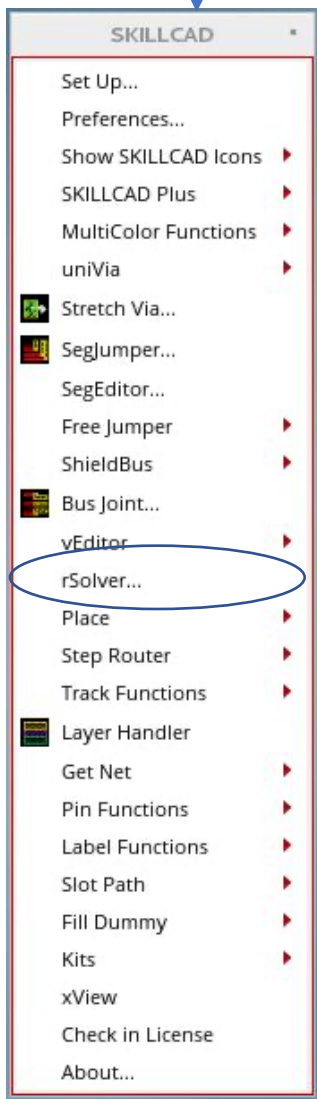 SKILLCAD
Set Up...
Preferences...
Show SKILLCAD Icons
SKILLCAD Plus
MultiColor Functions
uniVia
Stretch Via...
SegJumper...
SegEditor...
Free Jumper
ShieldBus
Bus Joint...
vEditor
rSolver...
Place
Step Router
Track Functions
Layer Handler
Get Net
Pin Functions
Label Functions
Slot Path
Fill Dummy
Kits
xView
Check in License
About...